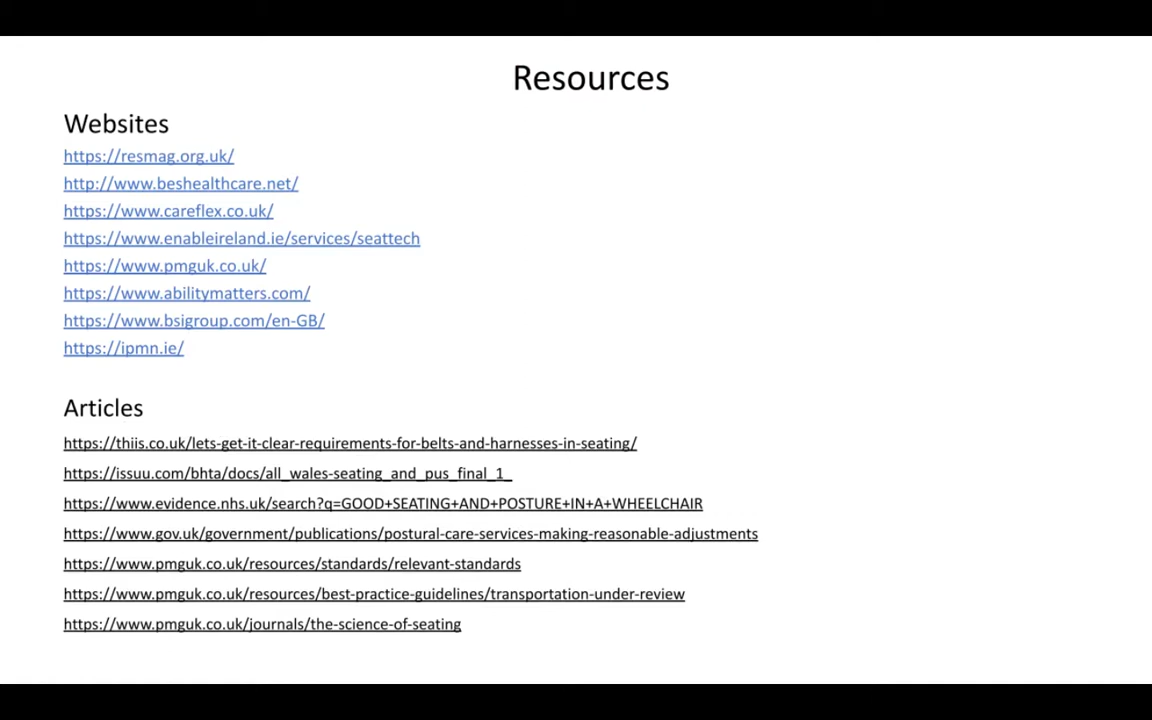 Resources
Websites
https://resmag.org.uk/
http://www.beshealthcare.net/
https://www.careflex.co.uk/
https://www.enableireland.ie/services/seattech
https://www.pmguk.co.uk/
https://www.abilitymatters.com/
https://www.bsigroup.com/en-GB/
https://ipmn.ie/
Articles
https://thiis.co.uk/lets-get-it-clear-requirements-for-belts-and-harnesses-in-seating/
https://issuu.com/bhta/docs/all_wales-seating_and_pus_final_1_
https://www.evidence.nhs.uk/search?q=GOOD+SEATING+AND+POSTURE+IN+A+WHEELCHAIR
https://www.gov.uk/government/publications/postural-care-services-making-reasonable-adjustments
https://www.pmguk.co.uk/resources/standards/relevant-standards
https://www.pmguk.co.uk/resources/best-practice-guidelines/transportation-under-review
https://www.pmguk.co.uk/journals/the-science-of-seating